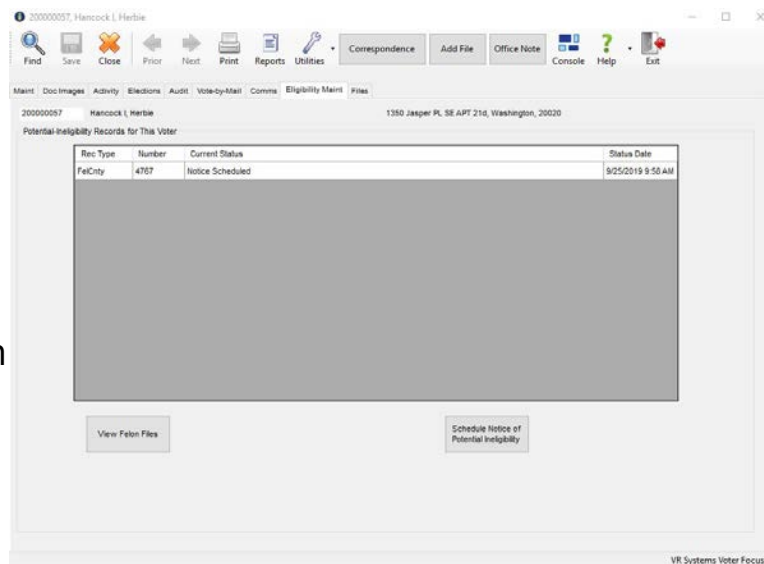 200000057, Hancock I, Herbie
Find Save Close Prior Next Print Reports Utilities Correspondence Add File Office Note Console Help Exit
Maint Doc Images Activity Elections Audit Vote-by-Mail Comms Eligibility Maint Files
200000057 Hancock I, Herbie 1350 Jasper PL SE APT 21d, Washington, 20020
Potential-Ineligibility Records for This Voter
Rec Type Number Current Status Status Date
FelCnty 4767 Notice Scheduled 9/25/2019 9:58 AM
n
View Felon Files
Schedule Notice of
Potential Ineligibility
VR Systems Voter Focus